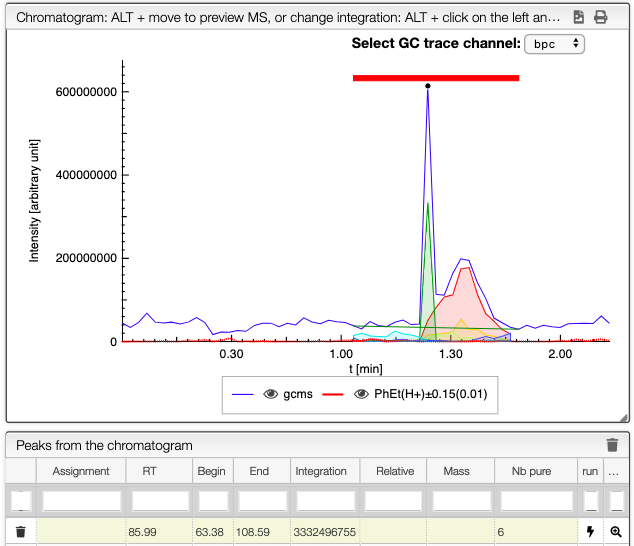 Chromatogram: ALT + move to preview MS, or change integration: ALT + click on the left an...
Select GC trace channel: bpc
600000000
400000000
200000000
0
Intensity [arbitrary unit]
0.30 1.00 1.30 2.00
t [min]
gcms PhEt(H+)±0.15(0.01)
Peaks from the chromatogram
Assignment RT Begin End Integration Relative Mass Nb pure run ...
85.99 63.38 108.59 3332496755 6